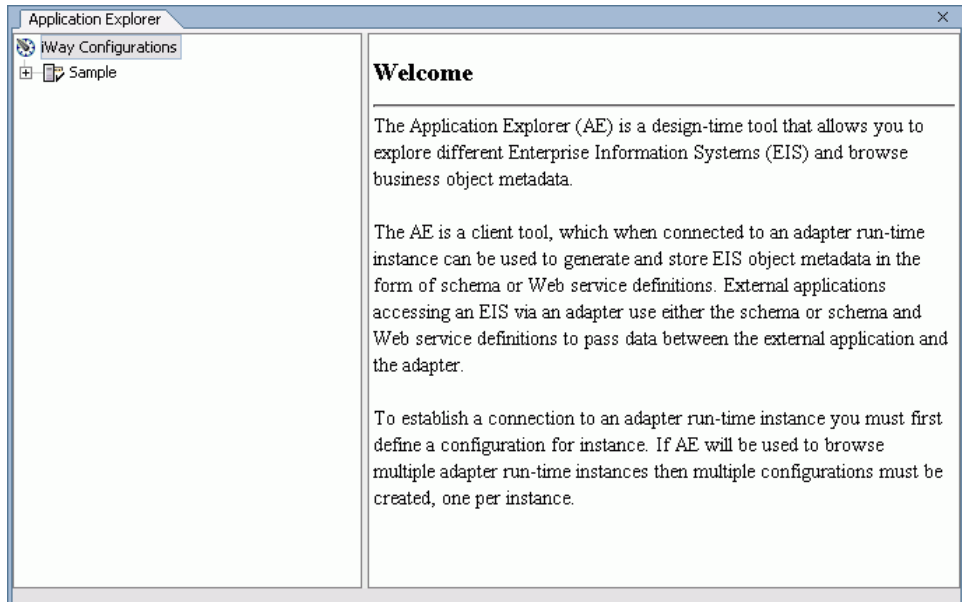 Application Explorer
iWay Configurations
Sample
Welcome
The Application Explorer (AE) is a design-time tool that allows you to
explore different Enterprise Information Systems (EIS) and browse
business object metadata.
The AE is a client tool, which when connected to an adapter run-time
instance can be used to generate and store EIS object metadata in the
form of schema or Web service definitions. External applications
accessing an EIS via an adapter use either the schema or schema and
Web service definitions to pass data between the external application and
the adapter.
To establish a connection to an adapter run-time instance you must first
define a configuration for instance. If AE will be used to browse
multiple adapter run-time instances then multiple configurations must be
created, one per instance.